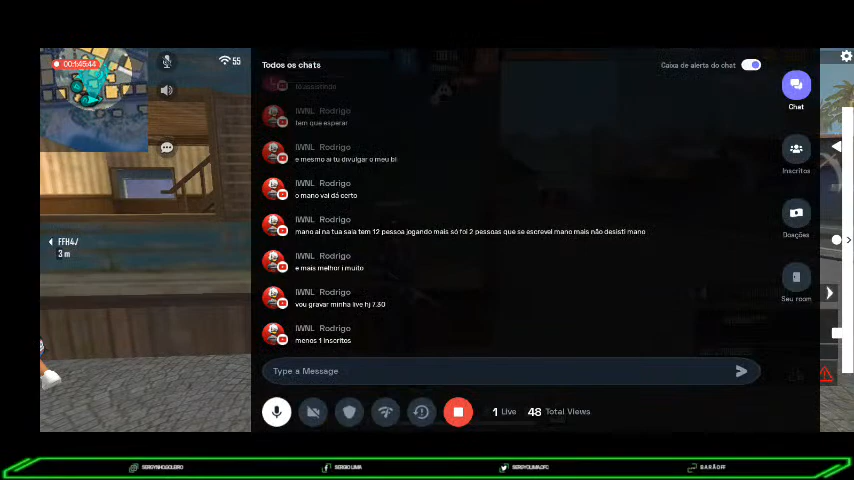 00:45:44
55
FFH4J
3 m
Todos os chats
Caixa de alerta do chat
IWNL Rodrigo
tem que esperar
IWNL Rodrigo
e mesmo ai tu divulgar o meu bl
IWNL Rodrigo
o mano vai dá certo
IWNL Rodrigo
mano ai na tua sala tem 12 pessoa jogando mais só foi 2 pessoas que se escrevel mano mais não desisti mano
IWNL Rodrigo
e mais melhor i muito
IWNL Rodrigo
vou gravar minha live hj 7.30
IWNL Rodrigo
menos 1 inscritos
Type a Message
1 Live 48 Total Views
Chat
Inscritos
Doações
Seu room
SERGIO LIMA